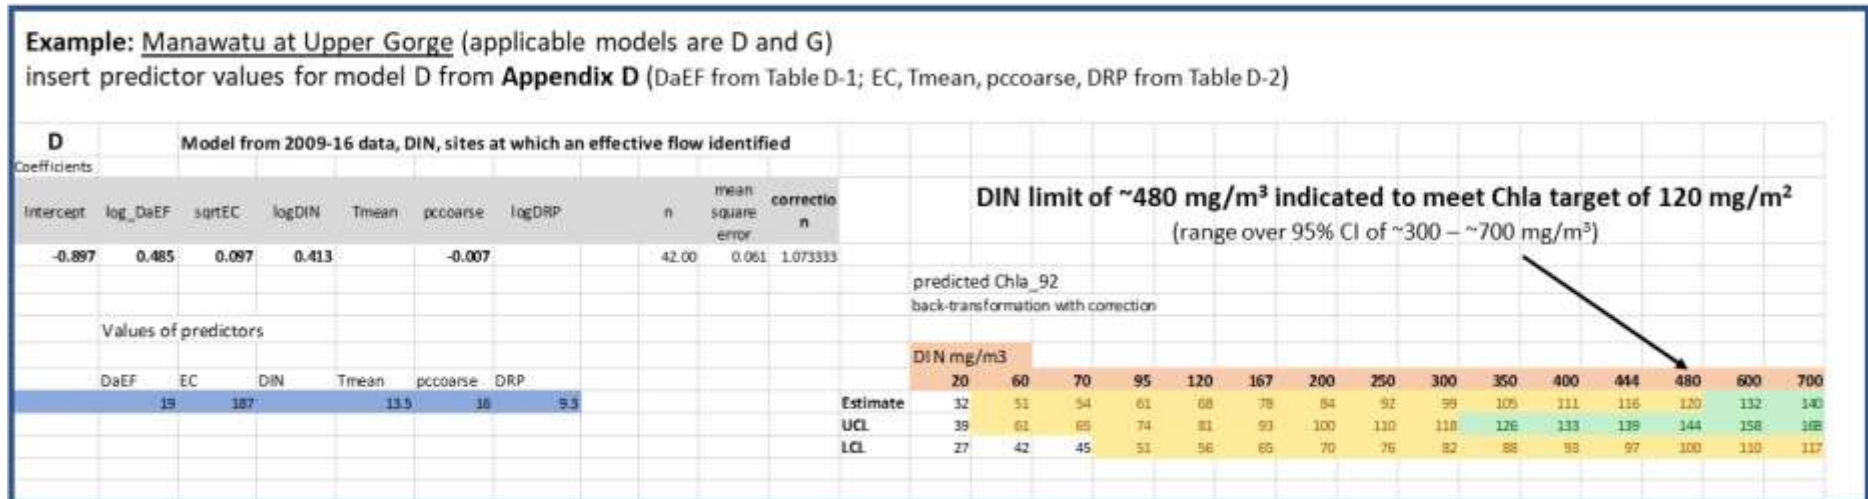 Example: Manawatu at Upper Gorge (applicable models are D and G)
insert predictor values for model D from Appendix D (DaEF from Table D-1; EC, Tmean, pccoarse, DRP from Table D-2)
D Model from 2009-16 data, DIN, sites at which an effective flow identified
Coefficients
Intercept log_DaEF sqrtEC logDIN Tmean pccoarse logDRP n mean square error correctio n
-0.897 0.485 0.097 0.413 -0.007 42.00 0.061 1.073333
DIN limit of ~480 mg/m³ indicated to meet Chla target of 120 mg/m²
(range over 95% CI of ~300 – ~700 mg/m³)
predicted Chla_92
back-transformation with correction
Values of predictors
DIN mg/m3
DaEF EC DIN Tmean pccoarse DRP 20 60 70 95 120 167 200 250 300 350 400 444 480 600 700
19 187 13.5 16 9.3 Estimate 32 51 54 61 68 78 84 92 99 105 111 116 120 132 140
UCL 39 61 65 74 81 93 100 110 118 126 133 139 144 158 168
LCL 27 42 45 51 56 65 70 76 82 88 93 97 100 110 117